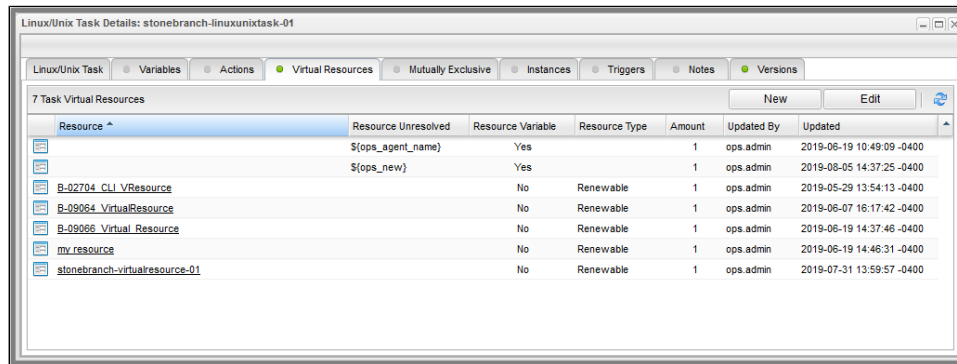 Linux/Unix Task Details: stonebranch-linuxunixtask-01
Linux/Unix Task Variables Actions Virtual Resources Mutually Exclusive Instances Triggers Notes Versions
7 Task Virtual Resources New Edit
Resource Resource Unresolved Resource Variable Resource Type Amount Updated By Updated
${ops_agent_name} Yes 1 ops.admin 2019-06-19 10:49:09 -0400
${ops_new} Yes 1 ops.admin 2019-08-05 14:37:25 -0400
B-02704_CLI_VResource No Renewable 1 ops.admin 2019-05-29 13:54:13 -0400
B-09064_VirtualResource No Renewable 1 ops.admin 2019-06-07 16:17:42 -0400
B-09066_Virtual_Resource No Renewable 1 ops.admin 2019-06-19 14:37:46 -0400
my resource No Renewable 1 ops.admin 2019-06-19 14:46:31 -0400
stonebranch-virtualresource-01 No Renewable 1 ops.admin 2019-07-31 13:59:57 -0400